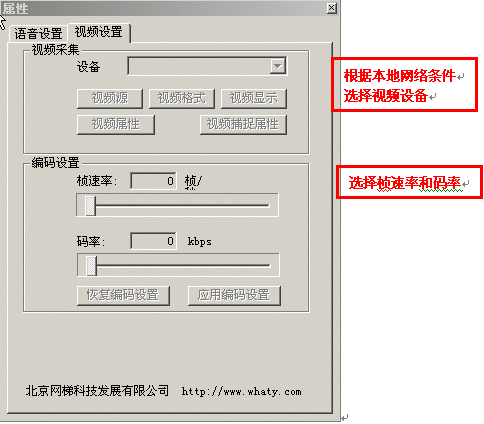 属性
语音设置 视频设置
视频采集
设备
视频源 视频格式 视频显示
视频属性 视频捕捉属性
根据本地网络条件
选择视频设备
编码设置
桢速率: 0 桢/
选择桢速率和码率
码率: 0 kbps
恢复编码设置 应用编码设置
北京网梯科技发展有限公司 http://www.whaty.com